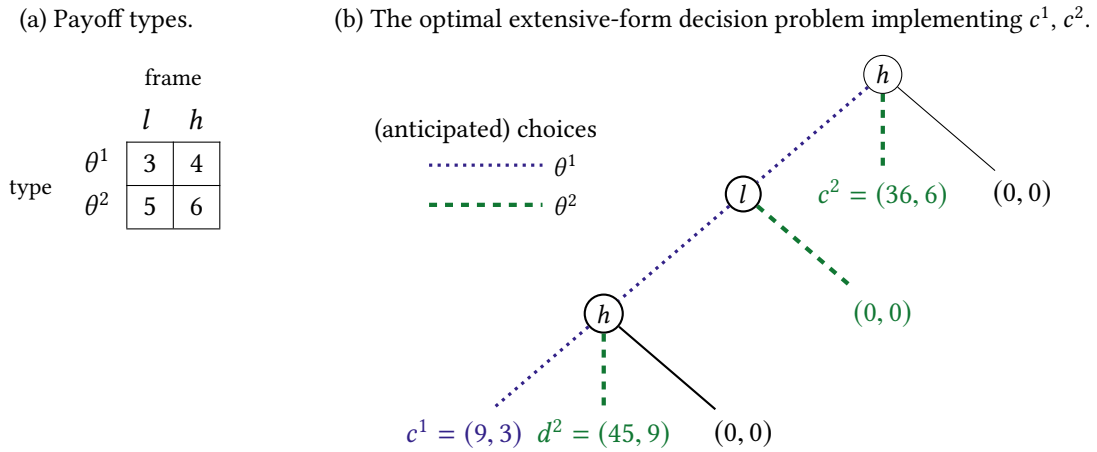 (a) Payoff types.
(b) The optimal extensive-form decision problem implementing c¹, c².
frame
l h
θ¹ 3 4
type
θ² 5 6
(anticipated) choices
θ¹
θ²
h
l
c² = (36, 6)
(0, 0)
h
(0, 0)
c¹ = (9, 3)
d² = (45, 9)
(0, 0)